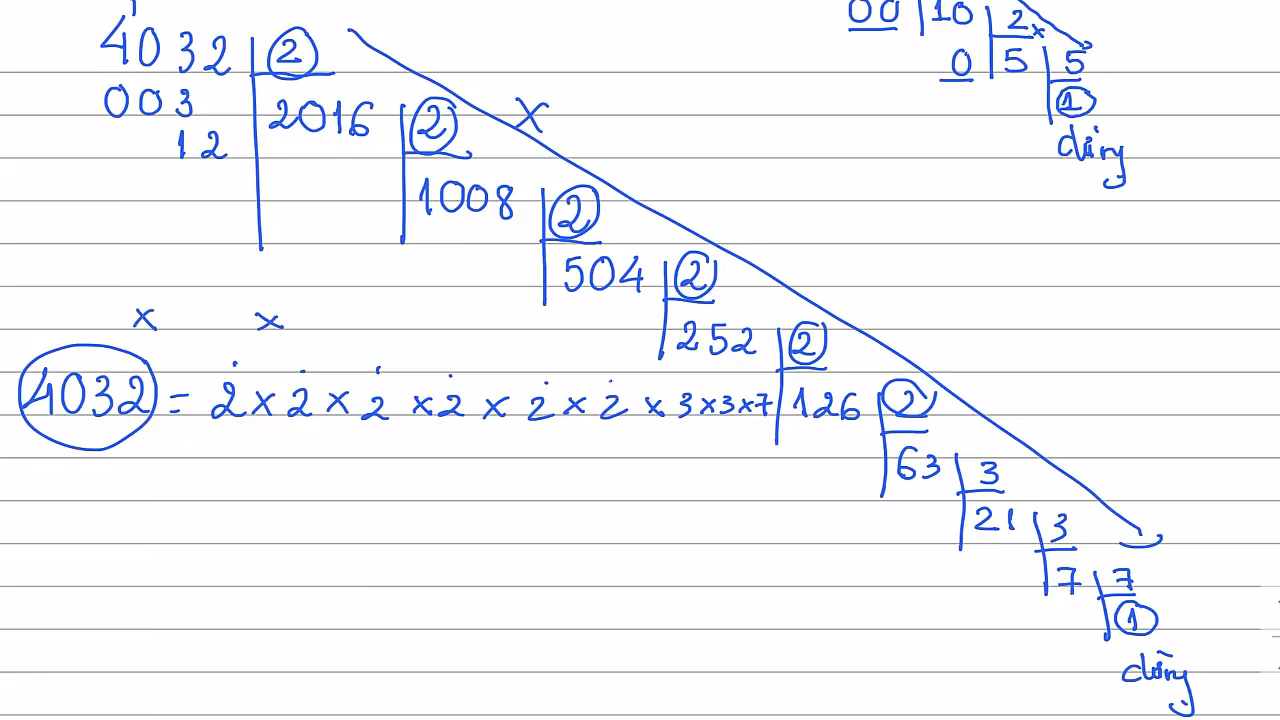 00 10 2 x
4032 2
0 5 5
003 2016 2 x
1
12
dừng
1008 2
504 2
x x
252 2
4032 = 2 x 2 x 2 x 2 x 2 x 2 x 3 x 3 x 7 126 2
63 3
21 3
7 7
1
dừng